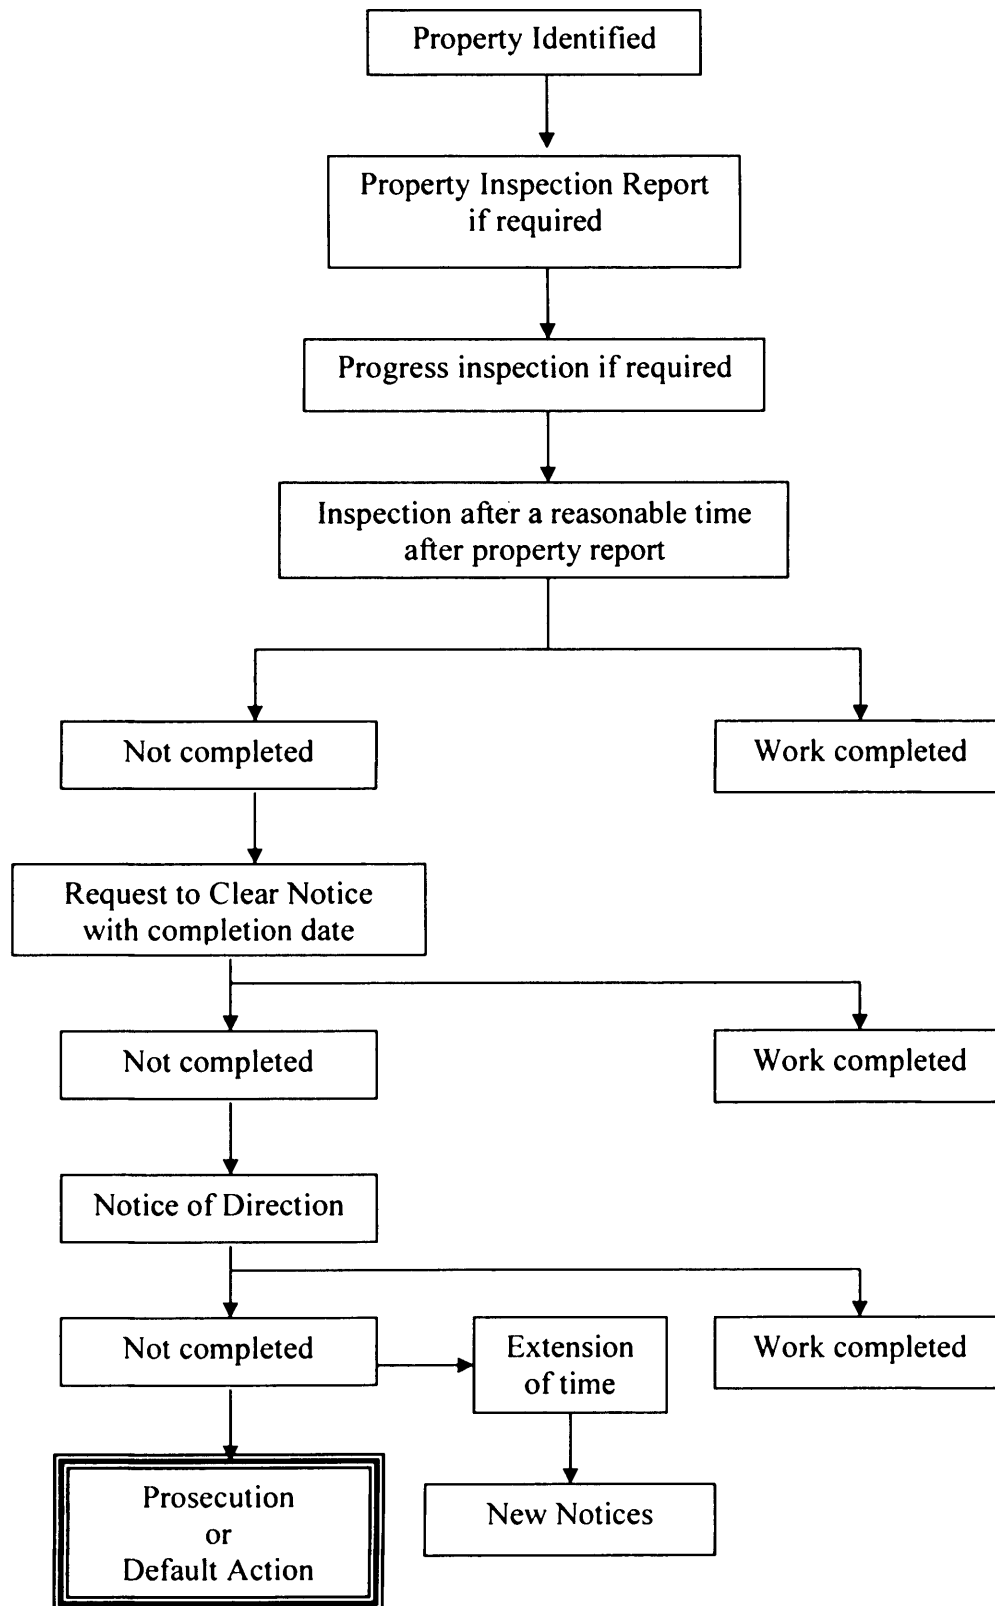 Property Identified
Property Inspection Report
if required
Progress inspection if required
Inspection after a reasonable time
after property report
Not completed
Work completed
Request to Clear Notice
with completion date
Not completed
Work completed
Notice of Direction
Not completed
Extension
of time
Work completed
Prosecution
or
Default Action
New Notices